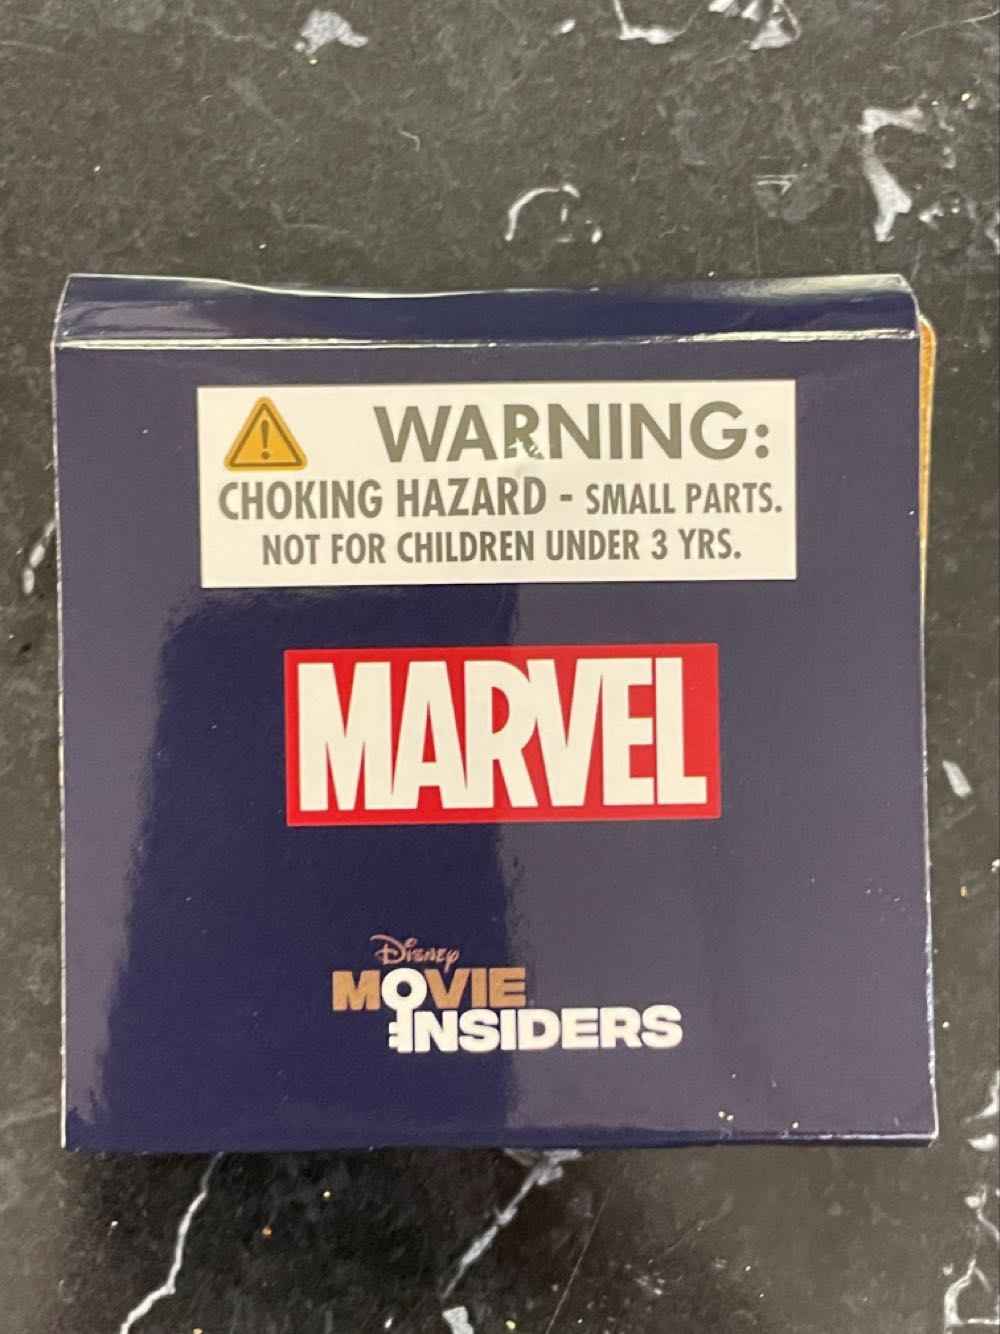 WARNING:
CHOKING HAZARD - SMALL PARTS.
NOT FOR CHILDREN UNDER 3 YRS.
MARVEL
Disney
MOVIE
INSIDERS